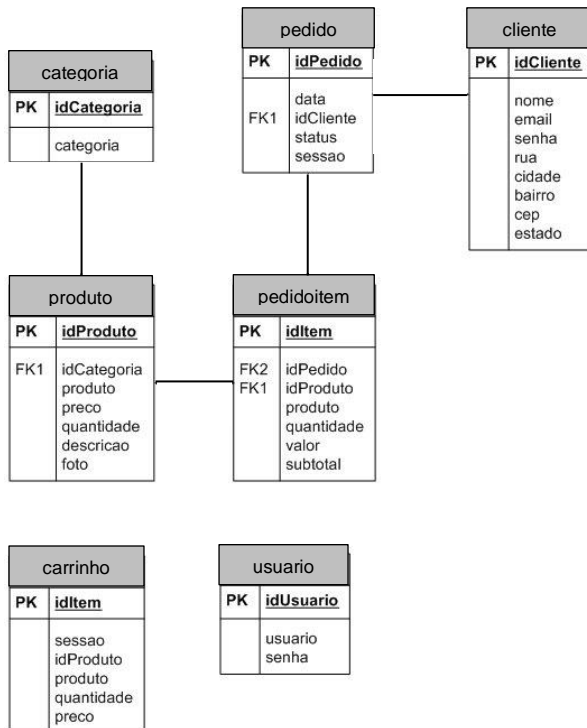 categoria
PK idCategoria
categoria
pedido
PK idPedido
data
FK1 idCliente
status
sessao
cliente
PK idCliente
nome
email
senha
rua
cidade
bairro
cep
estado
produto
PK idProduto
FK1 idCategoria
produto
preco
quantidade
descricao
foto
pedidoitem
PK idItem
FK2 idPedido
FK1 idProduto
produto
quantidade
valor
subtotal
carrinho
PK idItem
sessao
idProduto
produto
quantidade
preco
usuario
PK idUsuario
usuario
senha